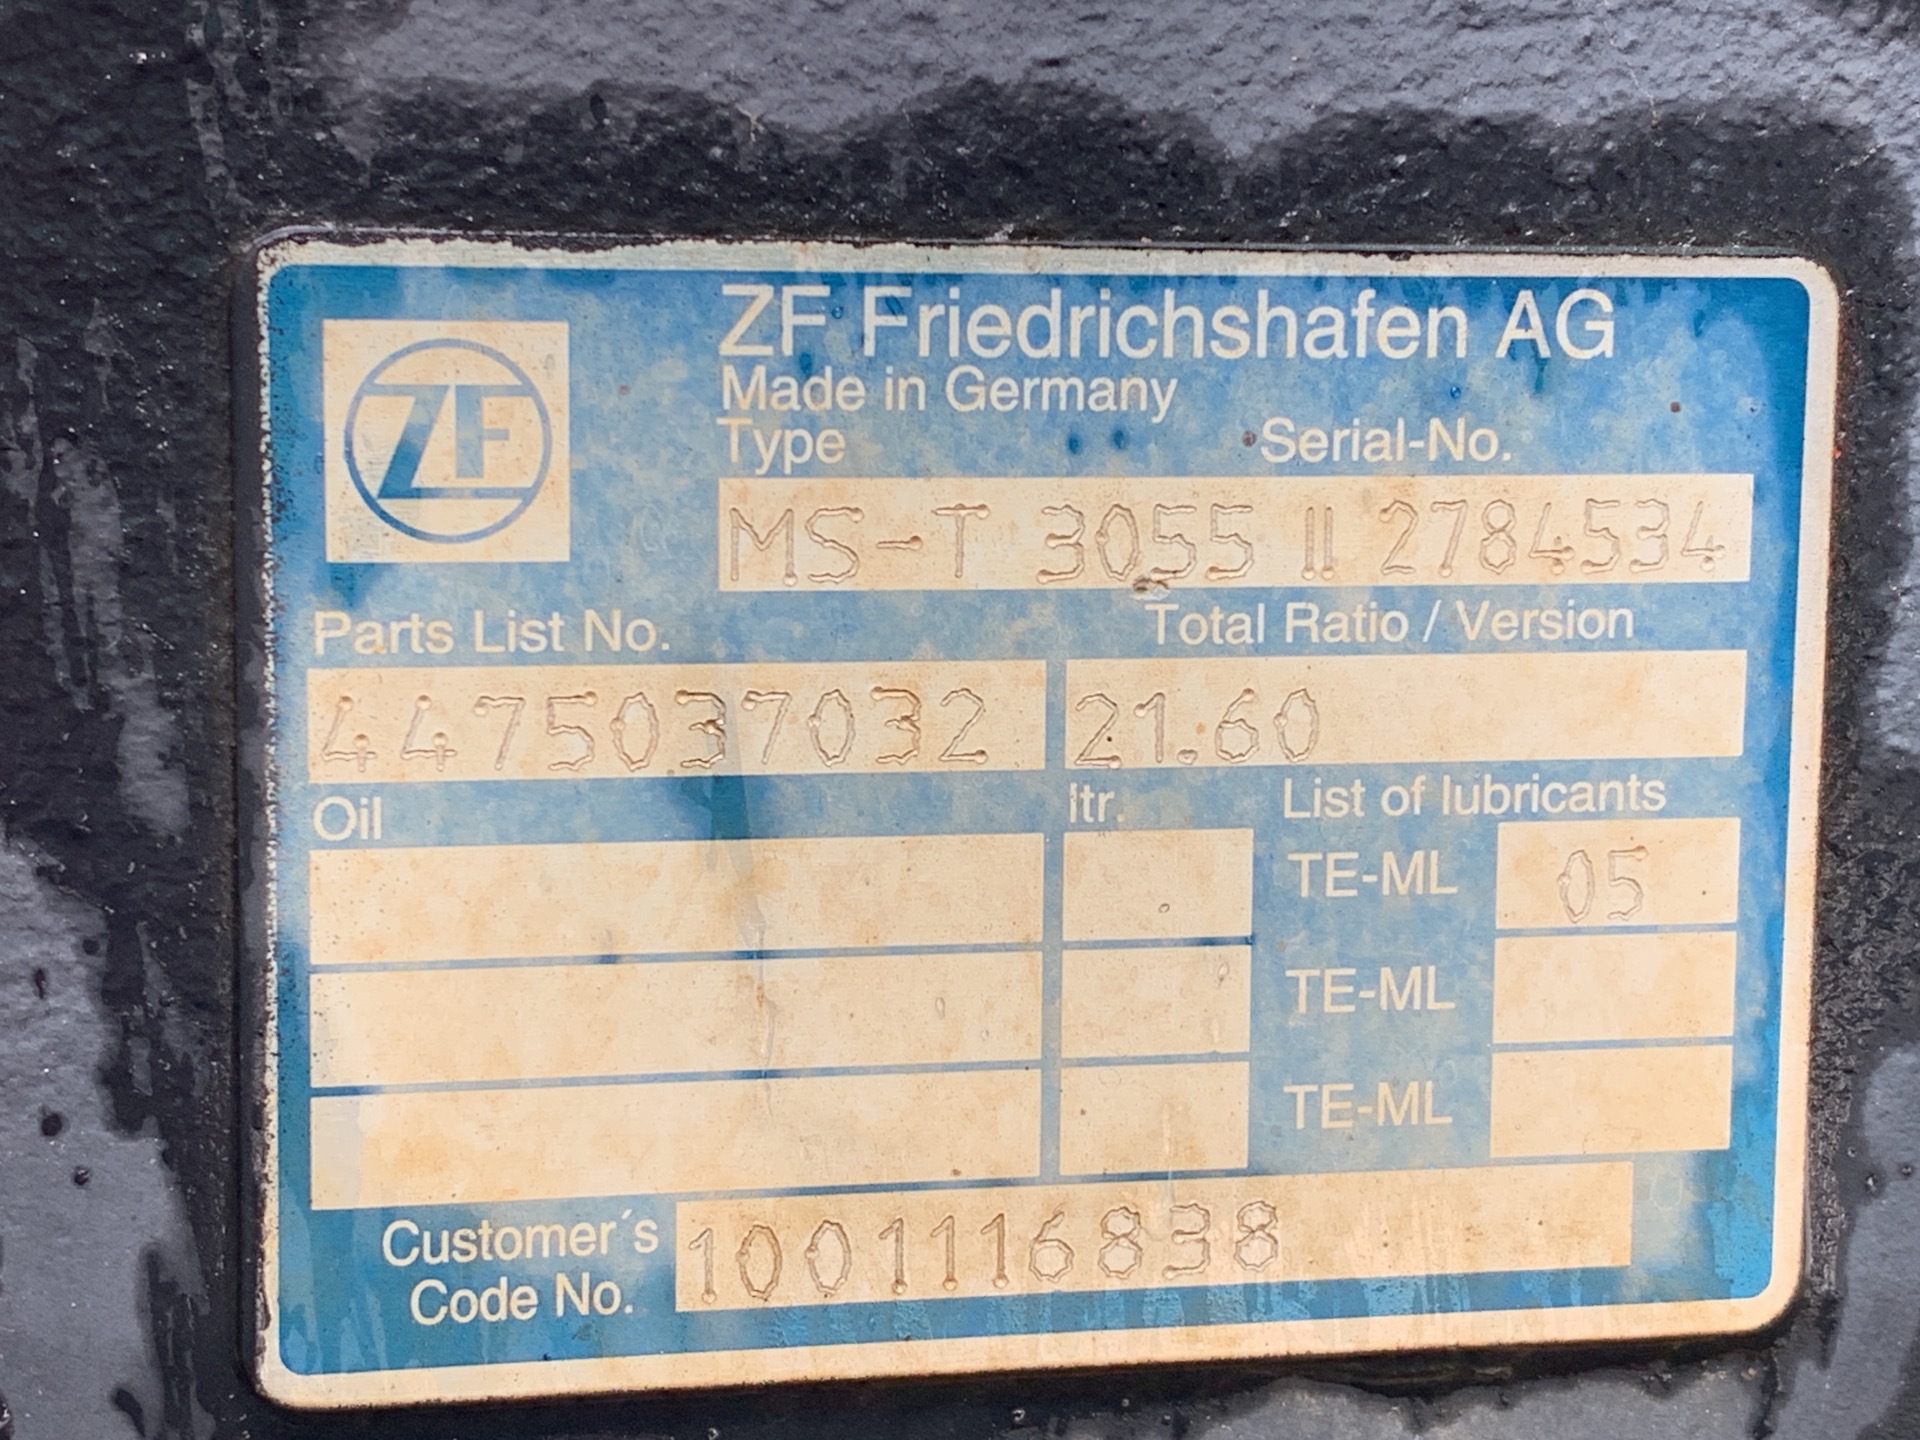 ZF
ZF Friedrichshafen AG
Made in Germany
Type Serial-No.
MS-T 3055 II 2784534
Parts List No. Total Ratio / Version
4475037032 21.60
Oil ltr. List of lubricants
TE-ML 05
TE-ML
TE-ML
Customer´s
Code No. 1001116838